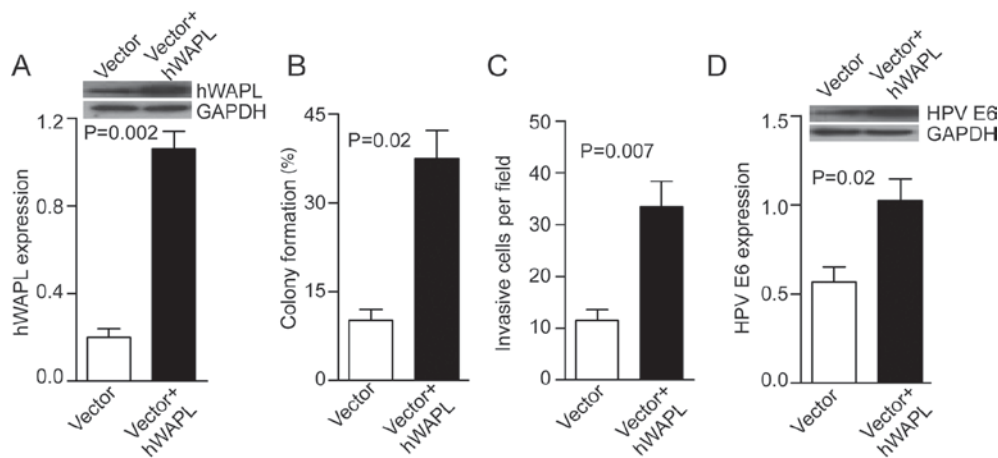 A
Vector
Vector+
hWAPL
hWAPL
GAPDH
P=0.002
1.2
0.8
0.4
0.0
hWAPL expression
Vector
Vector+
hWAPL
B
P=0.02
45
30
15
0
Colony formation (%)
Vector
Vector+
hWAPL
C
P=0.007
50
40
30
20
10
0
Invasive cells per field
Vector
Vector+
hWAPL
D
Vector
Vector+
hWAPL
HPV E6
GAPDH
P=0.02
1.5
1.0
0.5
0.0
HPV E6 expression
Vector
Vector+
hWAPL